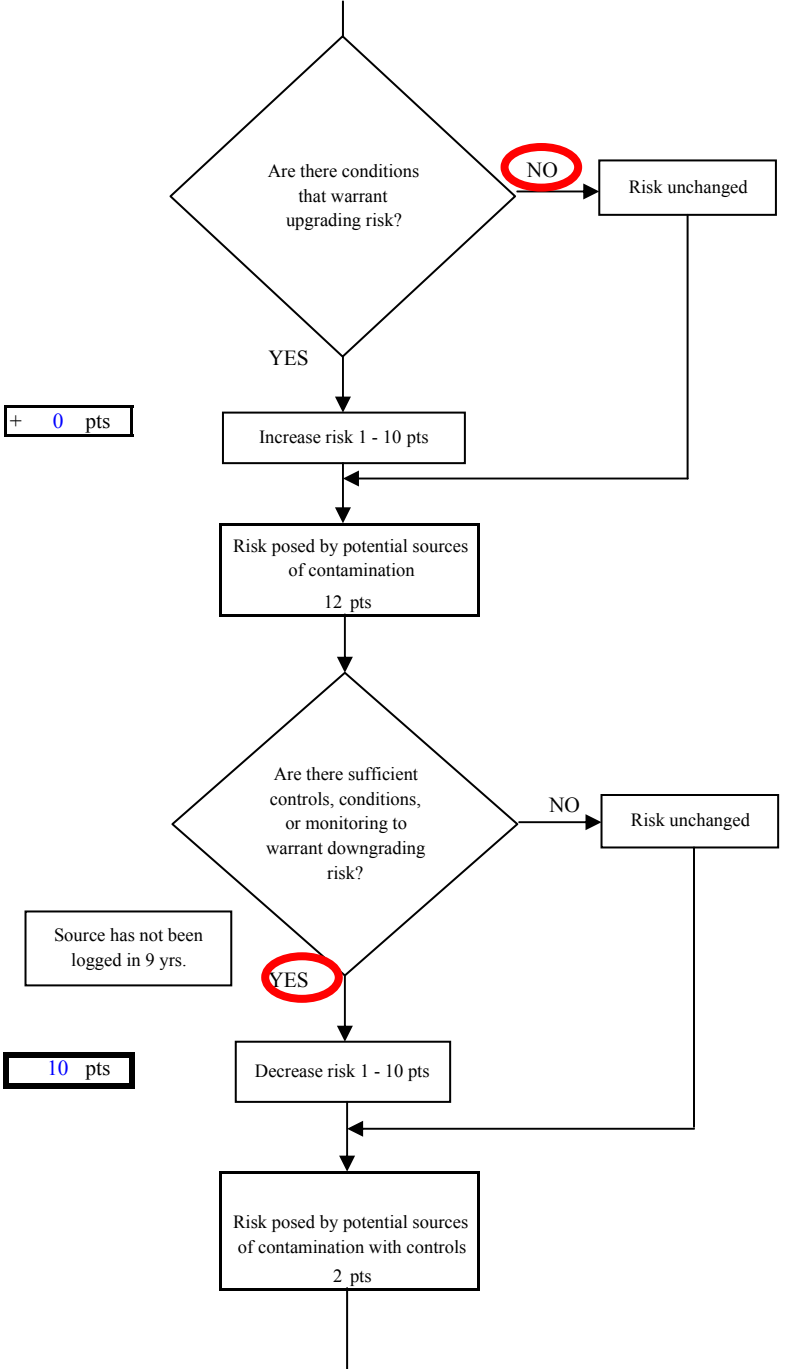 Are there conditions
that warrant
upgrading risk?
NO
Risk unchanged
YES
+ 0 pts
Increase risk 1 - 10 pts
Risk posed by potential sources
of contamination
12 pts
Are there sufficient
controls, conditions,
or monitoring to
warrant downgrading
risk?
NO
Risk unchanged
Source has not been
logged in 9 yrs.
YES
10 pts
Decrease risk 1 - 10 pts
Risk posed by potential sources
of contamination with controls
2 pts